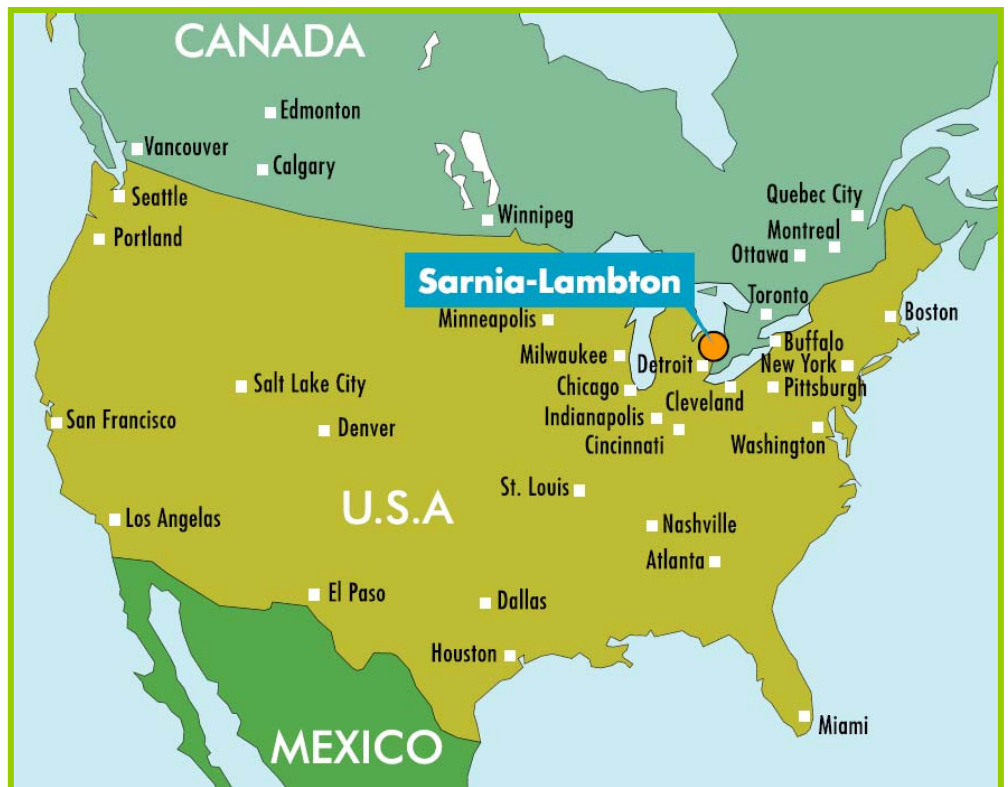 CANADA
Edmonton
Vancouver
Calgary
Seattle
Quebec City
Winnipeg
Portland
Montreal
Ottawa
Sarnia-Lambton
Toronto
Minneapolis
Boston
Buffalo
Milwaukee
Detroit
New York
Salt Lake City
Chicago
Cleveland
Pittsburgh
San Francisco
Indianapolis
Denver
Cincinnati
Washington
St. Louis
U.S.A
Los Angelas
Nashville
Atlanta
El Paso
Dallas
Houston
Miami
MEXICO